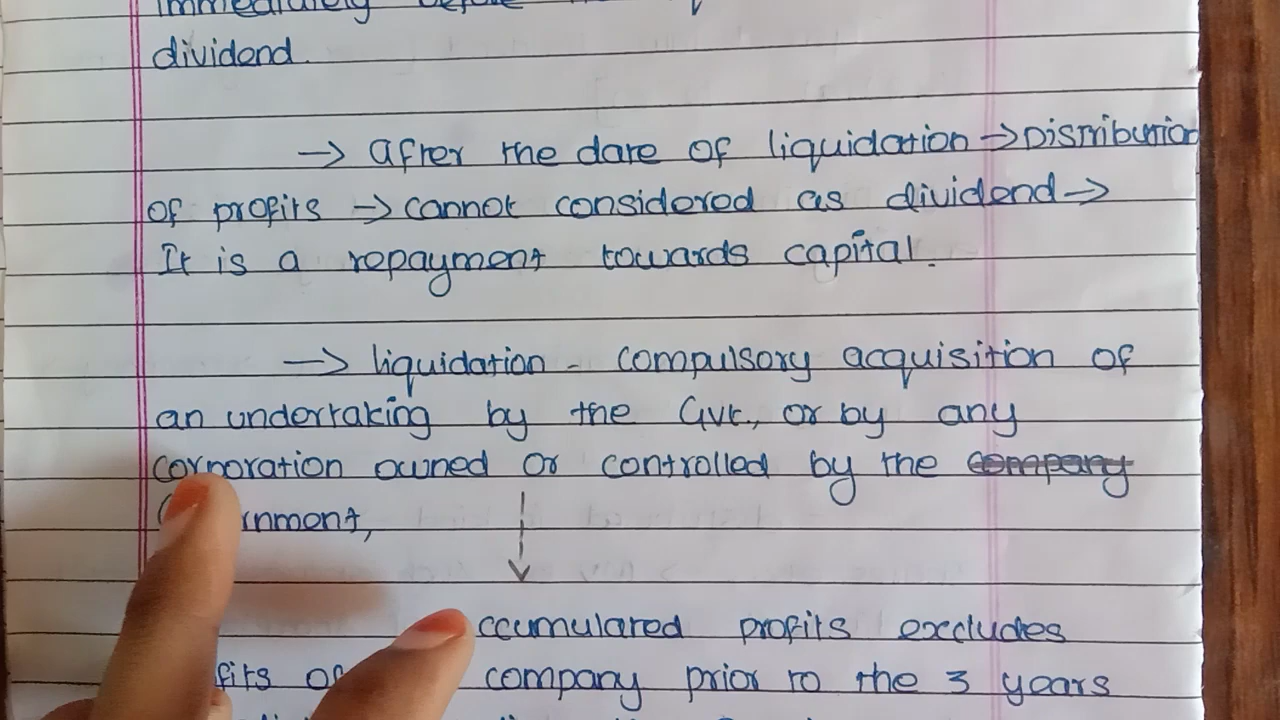 immediately before
dividend.
→ after the date of liquidation → Distribution
of profits → cannot considered as dividend →
It is a repayment towards capital.
→ liquidation - compulsory acquisition of
an undertaking by the Gvt., or by any
corporation owned or controlled by the company
rnment,
ccumulated profits excludes
fits of company prior to the 3 years